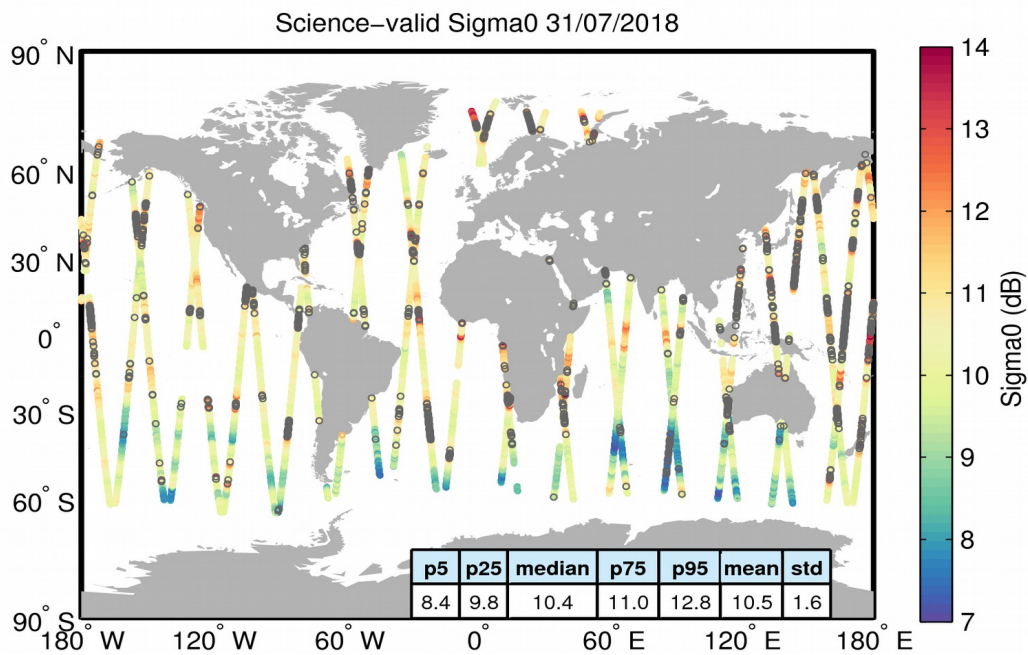 Science−valid Sigma0 31/07/2018
90° N
60° N
30° N
0°
30° S
60° S
90° S
180° W
120° W
60° W
0°
60° E
120° E
180° E
p5 p25 median p75 p95 mean std
8.4 9.8 10.4 11.0 12.8 10.5 1.6
14
13
12
11
10
9
8
7
Sigma0 (dB)